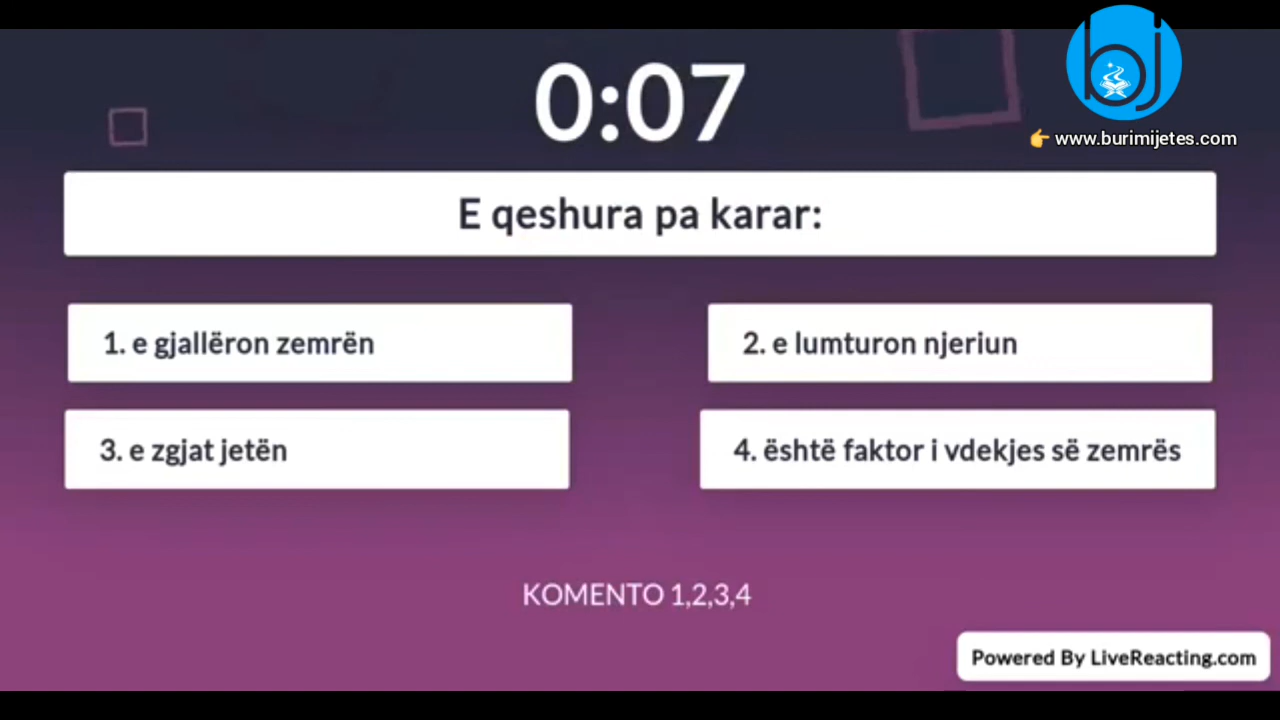 0:07
bj
👉 www.burimijetes.com
E qeshura pa karar:
1. e gjallëron zemrën
2. e lumturon njeriun
3. e zgjat jetën
4. është faktor i vdekjes së zemrës
KOMENTO 1,2,3,4
Powered By LiveReacting.com